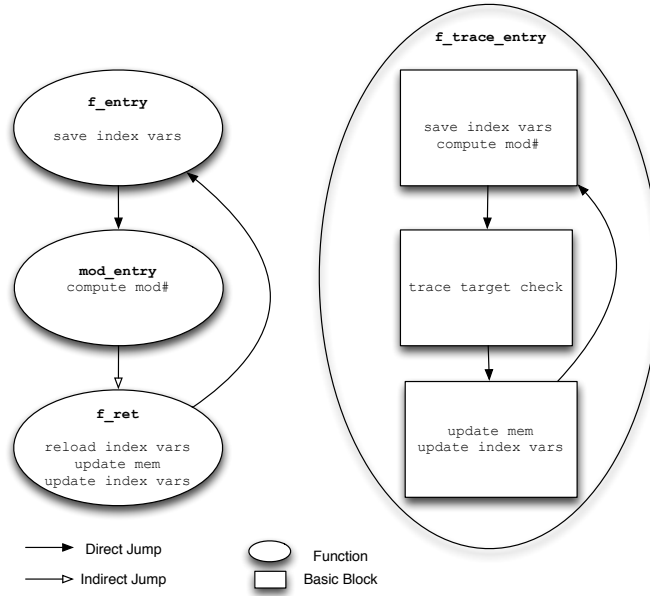 f_entry
save index vars
mod_entry
compute mod#
f_ret
reload index vars
update mem
update index vars
f_trace_entry
save index vars
compute mod#
trace target check
update mem
update index vars
Direct Jump
Indirect Jump
Function
Basic Block